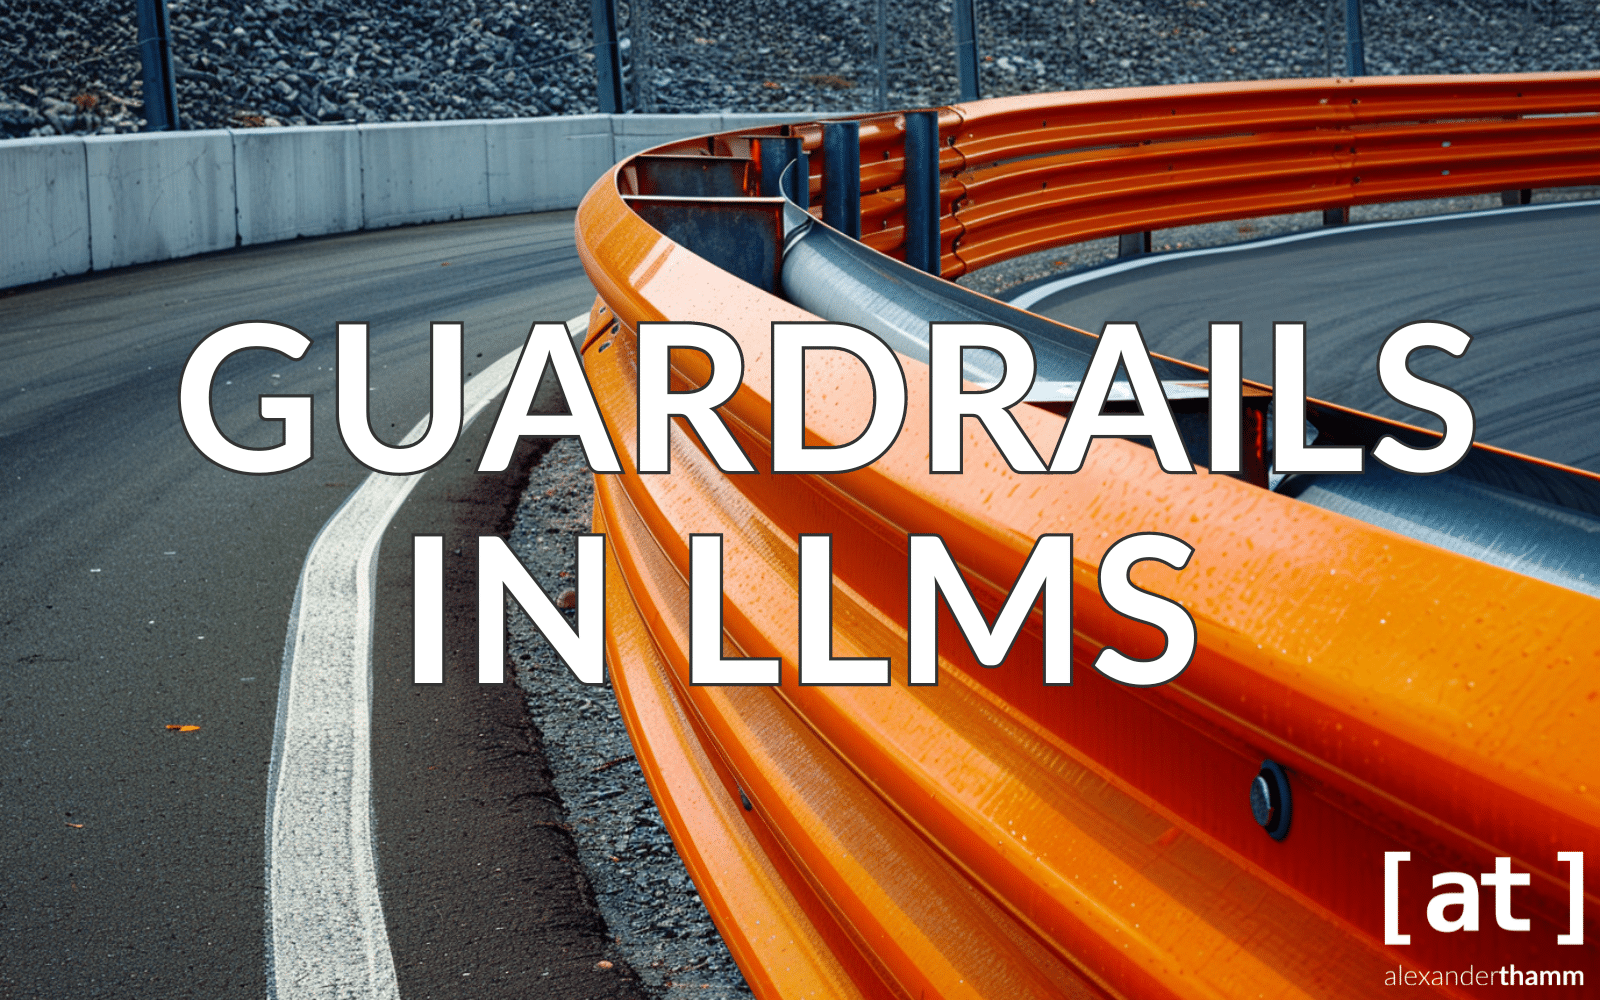 GUARDRAILS
IN LLMS
[at]
alexanderthamm